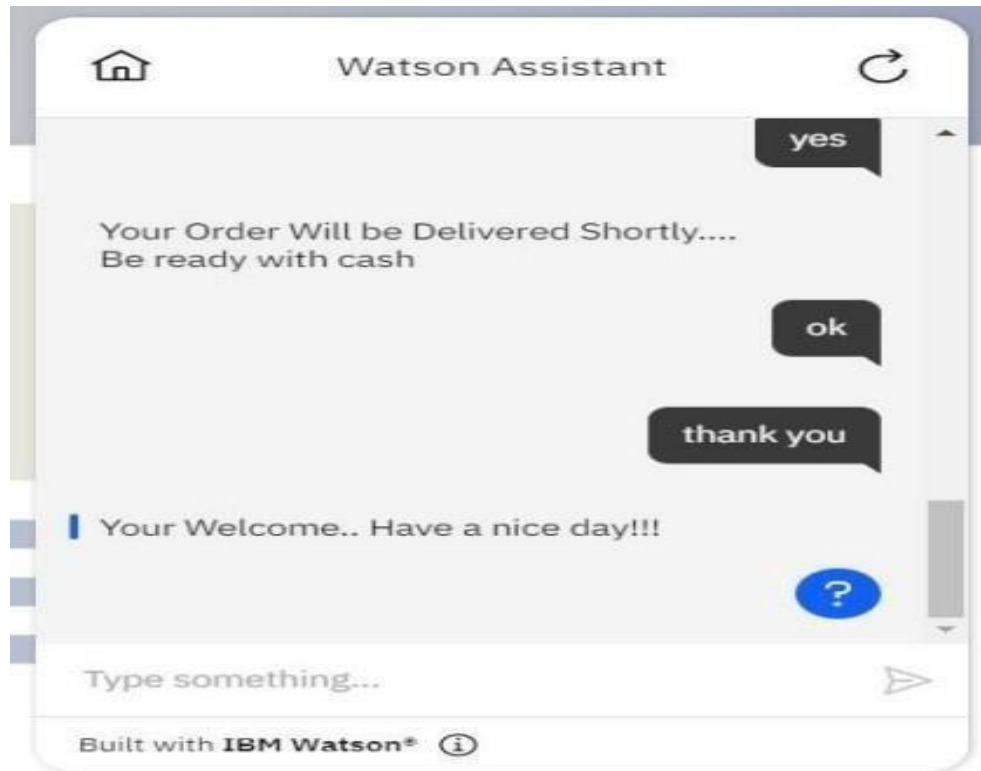 Watson Assistant
yes
Your Order Will be Delivered Shortly....
Be ready with cash
ok
thank you
Your Welcome.. Have a nice day!!!
?
Type something...
Built with IBM Watson®